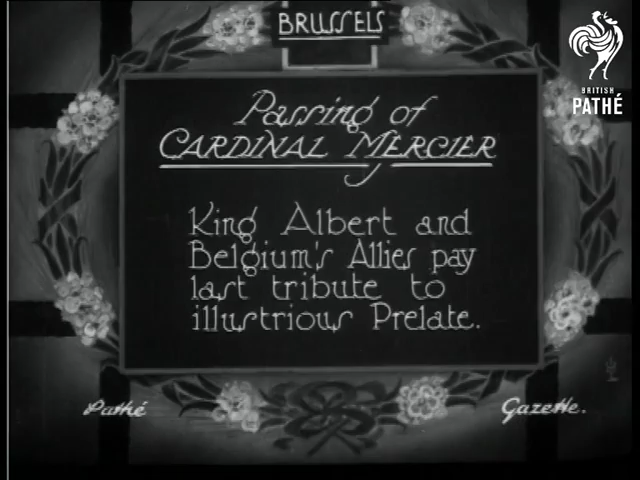 BRUSSELS
BRITISH
PATHÉ
Passing of
CARDINAL MERCIER
King Albert and
Belgium's Allies pay
last tribute to
illustrious Prelate.
Pathé
Gazette.